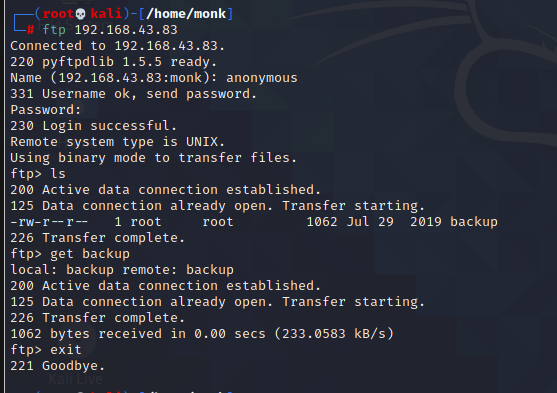 (root💀kali)-[/home/monk]
# ftp 192.168.43.83
Connected to 192.168.43.83.
220 pyftpdlib 1.5.5 ready.
Name (192.168.43.83:monk): anonymous
331 Username ok, send password.
Password:
230 Login successful.
Remote system type is UNIX.
Using binary mode to transfer files.
ftp> ls
200 Active data connection established.
125 Data connection already open. Transfer starting.
-rw-r--r--   1 root     root         1062 Jul 29  2019 backup
226 Transfer complete.
ftp> get backup
local: backup remote: backup
200 Active data connection established.
125 Data connection already open. Transfer starting.
226 Transfer complete.
1062 bytes received in 0.00 secs (233.0583 kB/s)
ftp> exit
221 Goodbye.
Kali Live